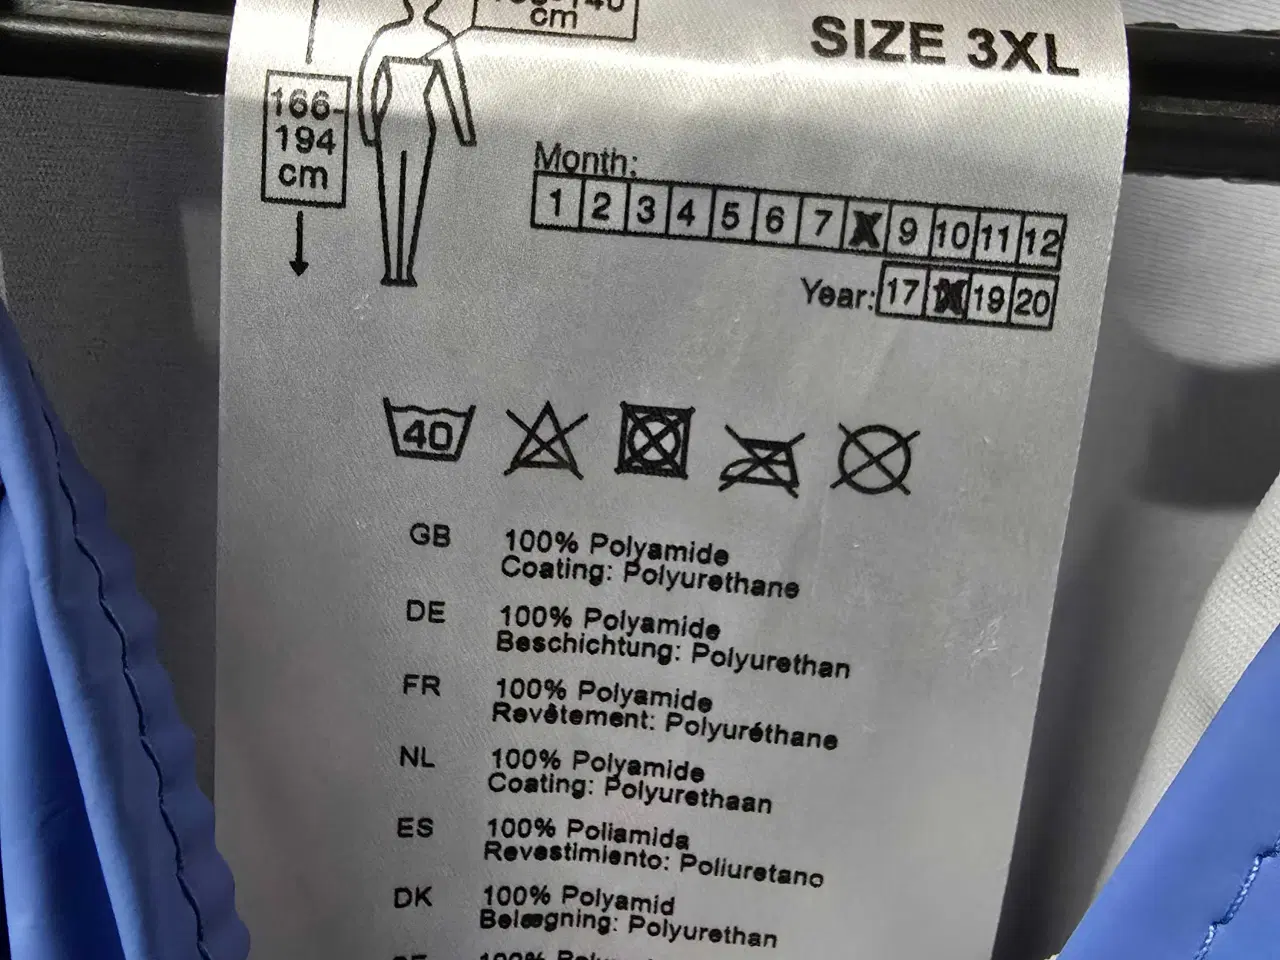 cm
SIZE 3XL
166-
194
cm
Month:
1 2 3 4 5 6 7 9 10 11 12
Year: 17 19 20
40
GB 100% Polyamide
Coating: Polyurethane
DE 100% Polyamide
Beschichtung: Polyurethan
FR 100% Polyamide
Revêtement: Polyuréthane
NL 100% Polyamide
Coating: Polyurethaan
ES 100% Poliamida
Revestimiento: Poliuretano
DK 100% Polyamid
Belægning: Polyurethan
100%